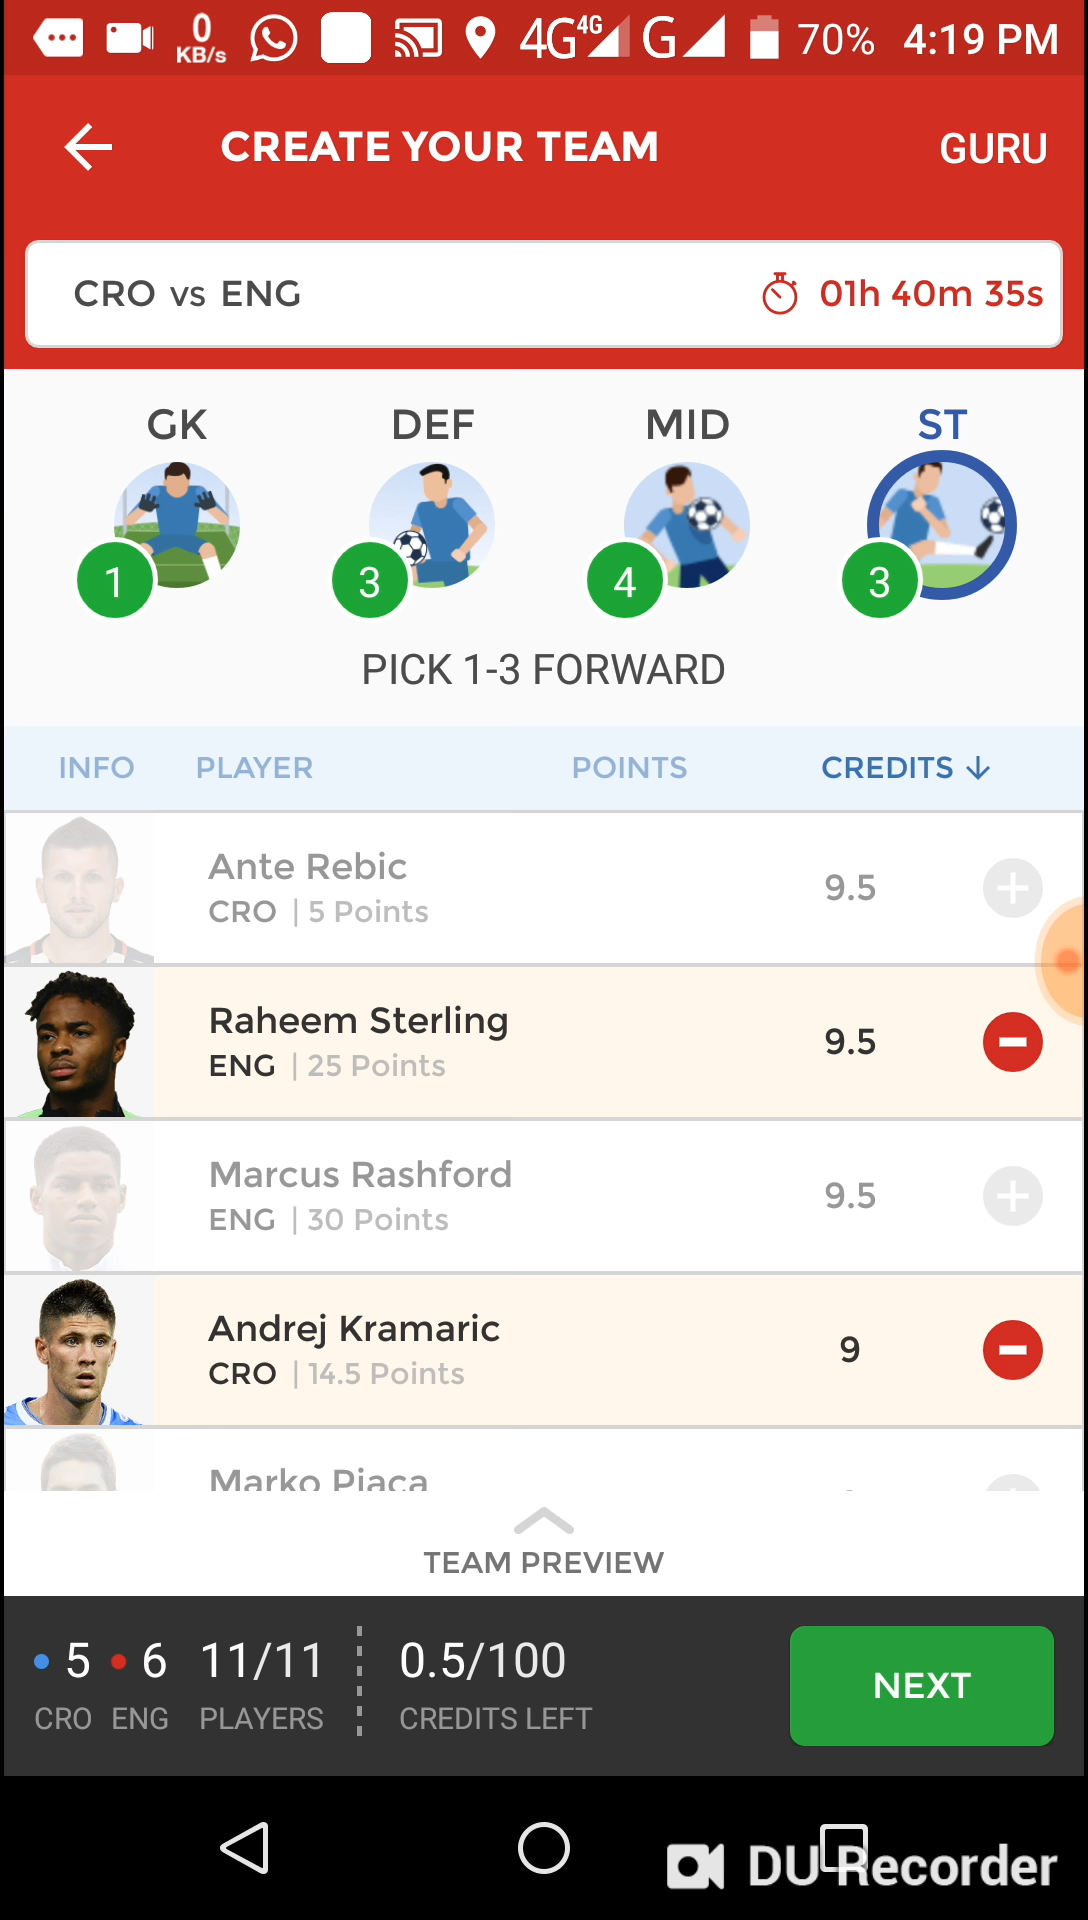 0 KB/s 4G 4G G 70% 4:19 PM
CREATE YOUR TEAM GURU
CRO vs ENG 01h 40m 35s
GK DEF MID ST
1 3 4 3
PICK 1-3 FORWARD
INFO PLAYER POINTS CREDITS ↓
Ante Rebic
CRO | 5 Points 9.5
Raheem Sterling
ENG | 25 Points 9.5
Marcus Rashford
ENG | 30 Points 9.5
Andrej Kramaric
CRO | 14.5 Points 9
Marko Pjaca
TEAM PREVIEW
5 6 11/11 0.5/100
CRO ENG PLAYERS CREDITS LEFT
NEXT
DU Recorder